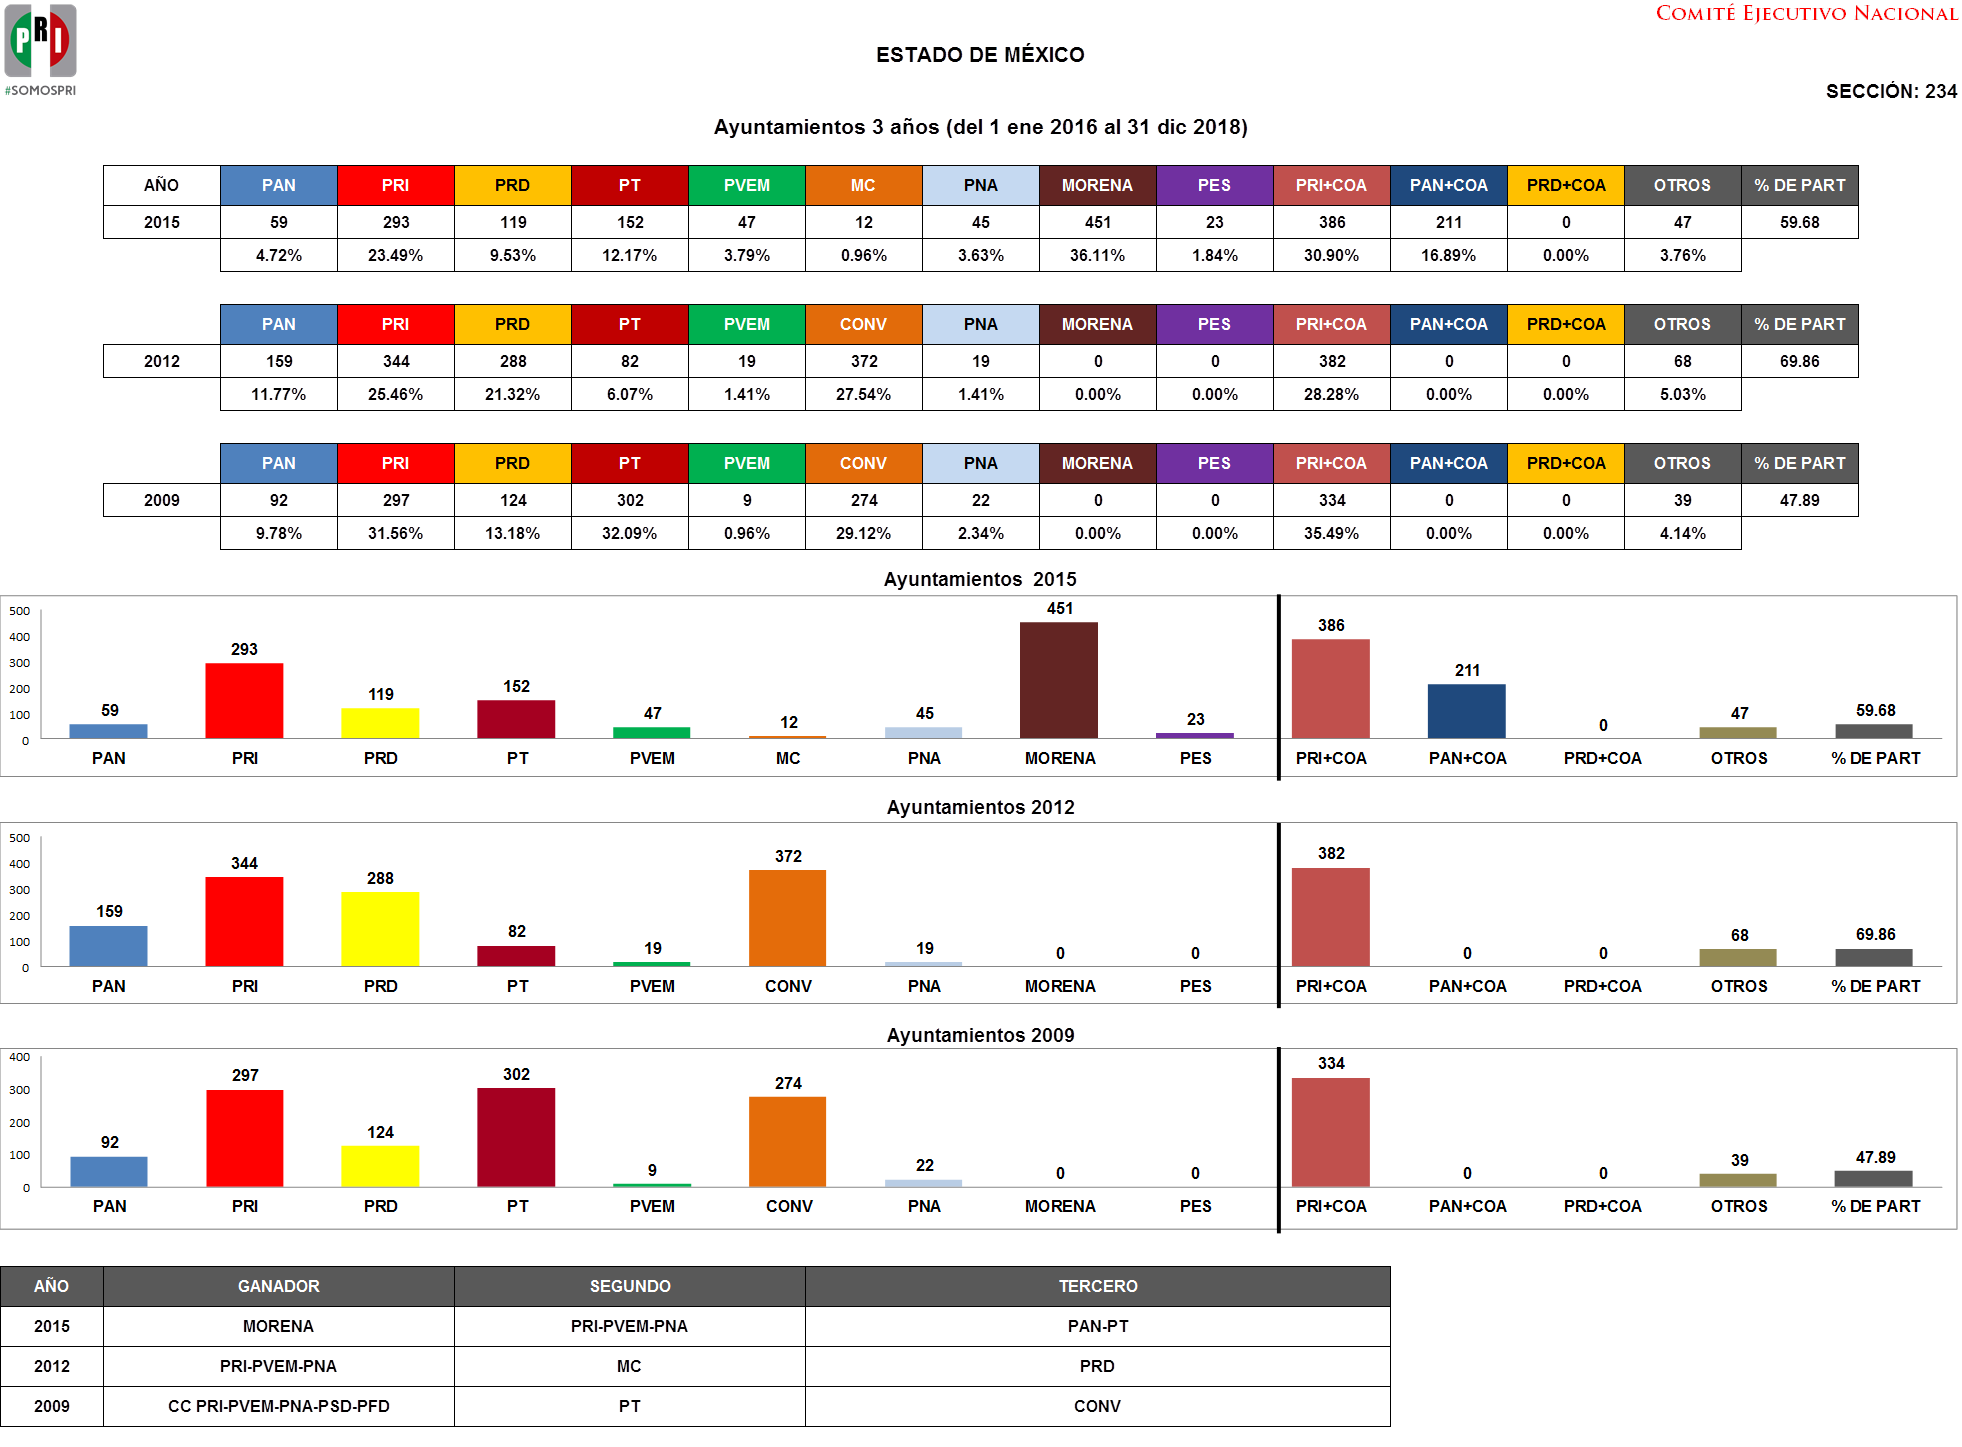 PRI
#SOMOSPRI
COMITÉ EJECUTIVO NACIONAL
ESTADO DE MÉXICO
SECCIÓN: 234
Ayuntamientos 3 años (del 1 ene 2016 al 31 dic 2018)
AÑO PAN PRI PRD PT PVEM MC PNA MORENA PES PRI+COA PAN+COA PRD+COA OTROS % DE PART
2015 59 293 119 152 47 12 45 451 23 386 211 0 47 59.68
4.72% 23.49% 9.53% 12.17% 3.79% 0.96% 3.63% 36.11% 1.84% 30.90% 16.89% 0.00% 3.76%
PAN PRI PRD PT PVEM CONV PNA MORENA PES PRI+COA PAN+COA PRD+COA OTROS % DE PART
2012 159 344 288 82 19 372 19 0 0 382 0 0 68 69.86
11.77% 25.46% 21.32% 6.07% 1.41% 27.54% 1.41% 0.00% 0.00% 28.28% 0.00% 0.00% 5.03%
PAN PRI PRD PT PVEM CONV PNA MORENA PES PRI+COA PAN+COA PRD+COA OTROS % DE PART
2009 92 297 124 302 9 274 22 0 0 334 0 0 39 47.89
9.78% 31.56% 13.18% 32.09% 0.96% 29.12% 2.34% 0.00% 0.00% 35.49% 0.00% 0.00% 4.14%
Ayuntamientos 2015
500
400
300
200
100
0
59 293 119 152 47 12 45 451 23 386 211 0 47 59.68
PAN PRI PRD PT PVEM MC PNA MORENA PES PRI+COA PAN+COA PRD+COA OTROS % DE PART
Ayuntamientos 2012
500
400
300
200
100
0
159 344 288 82 19 372 19 0 0 382 0 0 68 69.86
PAN PRI PRD PT PVEM CONV PNA MORENA PES PRI+COA PAN+COA PRD+COA OTROS % DE PART
Ayuntamientos 2009
400
300
200
100
0
92 297 124 302 9 274 22 0 0 334 0 0 39 47.89
PAN PRI PRD PT PVEM CONV PNA MORENA PES PRI+COA PAN+COA PRD+COA OTROS % DE PART
AÑO GANADOR SEGUNDO TERCERO
2015 MORENA PRI-PVEM-PNA PAN-PT
2012 PRI-PVEM-PNA MC PRD
2009 CC PRI-PVEM-PNA-PSD-PFD PT CONV